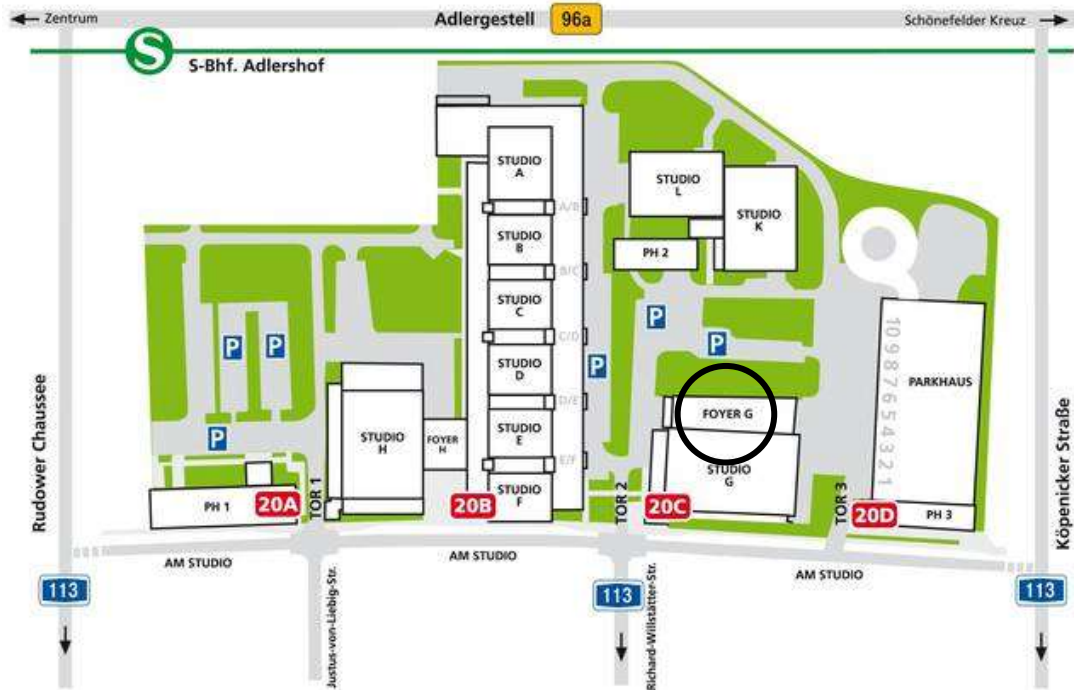 ← Zentrum
Adlergestell
96a
Schönefelder Kreuz →
S
S-Bhf. Adlershof
STUDIO
A
A/B
STUDIO
B
B/C
STUDIO
C
C/D
STUDIO
D
D/E
STUDIO
E
E/F
STUDIO
F
STUDIO
L
STUDIO
K
PH 2
P
P
P
P
P
P
FOYER G
STUDIO
G
PARKHAUS
10 9 8 7 6 5 4 3 2 1
STUDIO
H
FOYER
H
PH 1
20A
TOR 1
20B
TOR 2
20C
TOR 3
20D
PH 3
Rudower Chaussee
Köpenicker Straße
AM STUDIO
AM STUDIO
AM STUDIO
113
113
113
Justus-von-Liebig-Str.
Richard-Willstätter-Str.